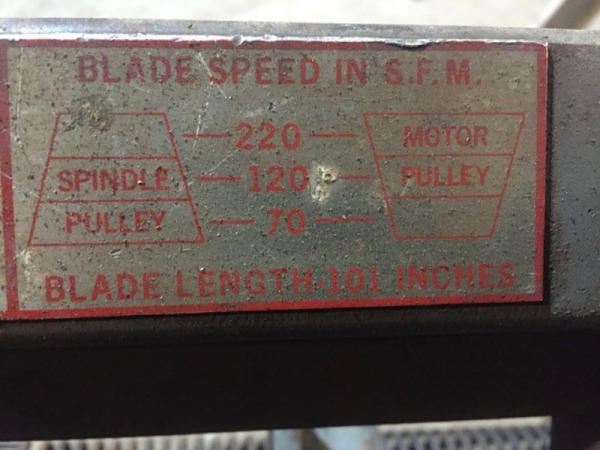 BLADE SPEED IN S.F.M.
220 MOTOR
SPINDLE 120 PULLEY
PULLEY 70
BLADE LENGTH-101 INCHES